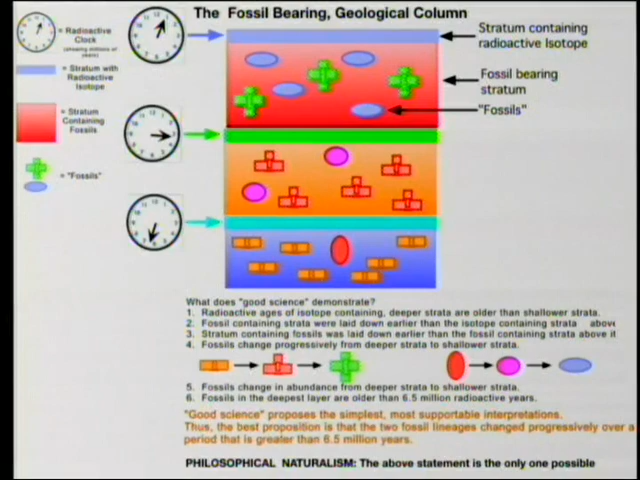 The Fossil Bearing, Geological Column
= Radioactive
Clock
(showing millions of
years)
= Stratum with
Radioactive
Isotope
= Stratum
Containing
Fossils
= "Fossils"
Stratum containing
radioactive Isotope
Fossil bearing
stratum
"Fossils"
What does "good science" demonstrate?
1. Radioactive ages of isotope containing, deeper strata are older than shallower strata.
2. Fossil containing strata were laid down earlier than the isotope containing strata above
3. Stratum containing fossils was laid down earlier than the fossil containing strata above it
4. Fossils change progressively from deeper strata to shallower strata.
5. Fossils change in abundance from deeper strata to shallower strata.
6. Fossils in the deepest layer are older than 6.5 million radioactive years.
"Good science" proposes the simplest, most supportable interpretations.
Thus, the best proposition is that the two fossil lineages changed progressively over a
period that is greater than 6.5 million years.
PHILOSOPHICAL NATURALISM: The above statement is the only one possible